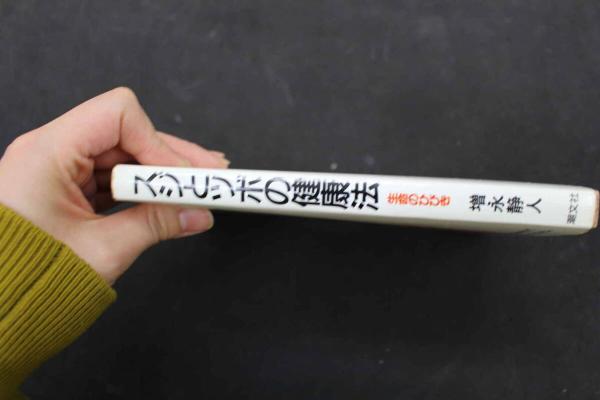 スジとツボの健康法
生命のひびき
増永静人
潮文社